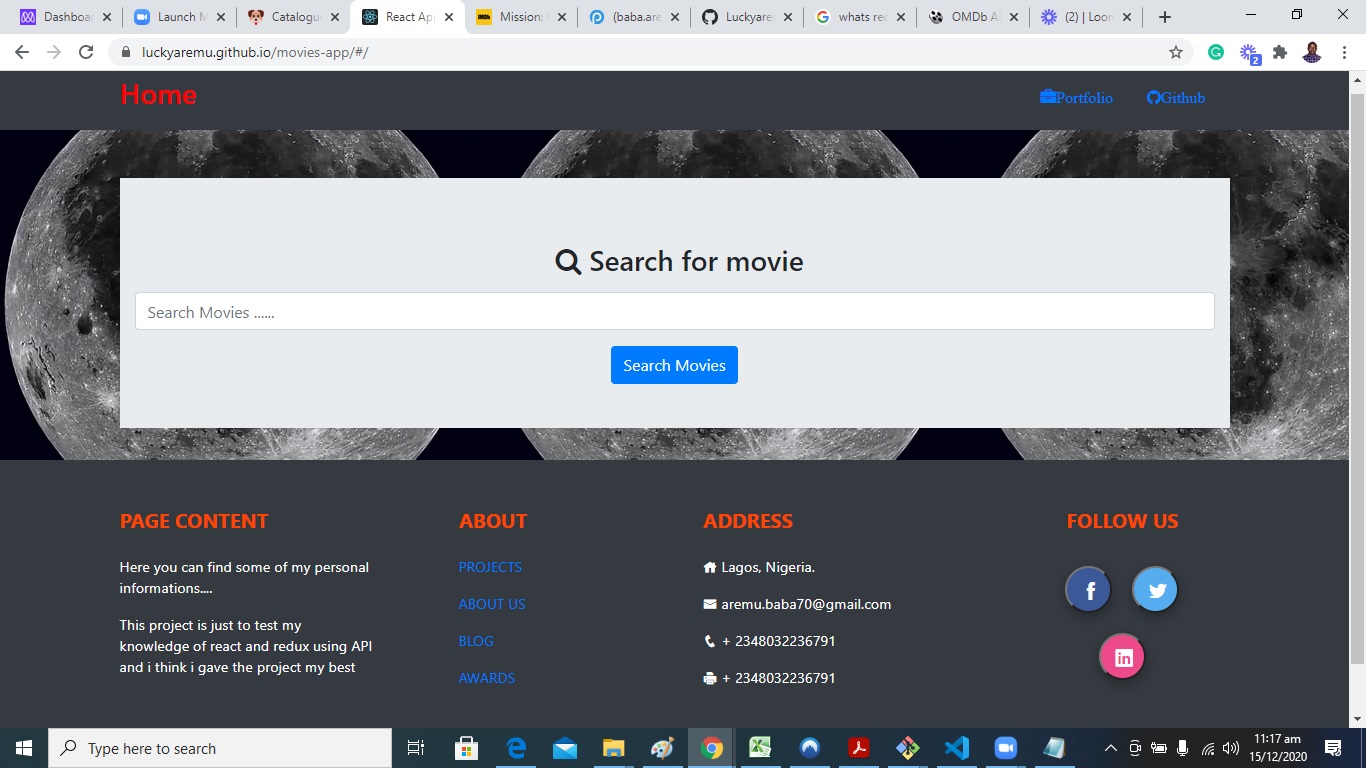 Dashboa
Launch M
Catalogu
React Ap
Mission:
(baba.are
Luckyare
whats rec
OMDb A
(2) | Loor
luckyaremu.github.io/movies-app/#/
2
Home
Portfolio
Github
Search for movie
Search Movies ......
Search Movies
PAGE CONTENT
Here you can find some of my personal
informations....
This project is just to test my
knowledge of react and redux using API
and i think i gave the project my best
ABOUT
PROJECTS
ABOUT US
BLOG
AWARDS
ADDRESS
Lagos, Nigeria.
aremu.baba70@gmail.com
+ 2348032236791
+ 2348032236791
FOLLOW US
f
in
Type here to search
11:17 am
15/12/2020